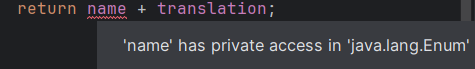 return name + translation;
'name' has private access in 'java.lang.Enum'